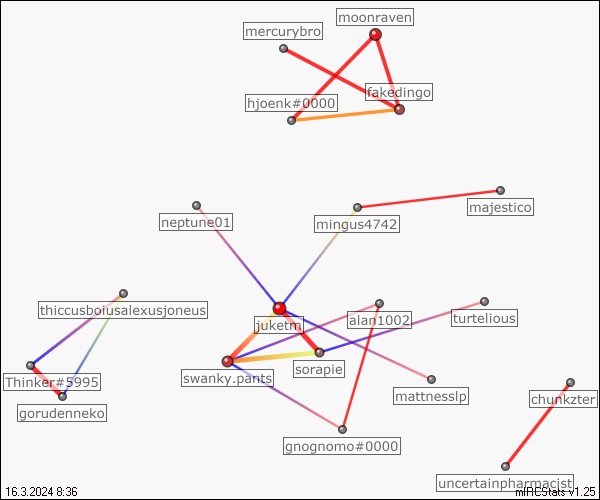 moonraven
mercurybro
fakedingo
hjoenk#0000
majestico
neptune01
mingus4742
thiccusboiusalexusjoneus
juketm
alan1002
turtelious
sorapie
swanky.pants
Thinker#5995
gorudenneko
mattnesslp
chunkzter
gnognomo#0000
uncertainpharmacist
16.3.2024 8:36
mIRCStats v1.25